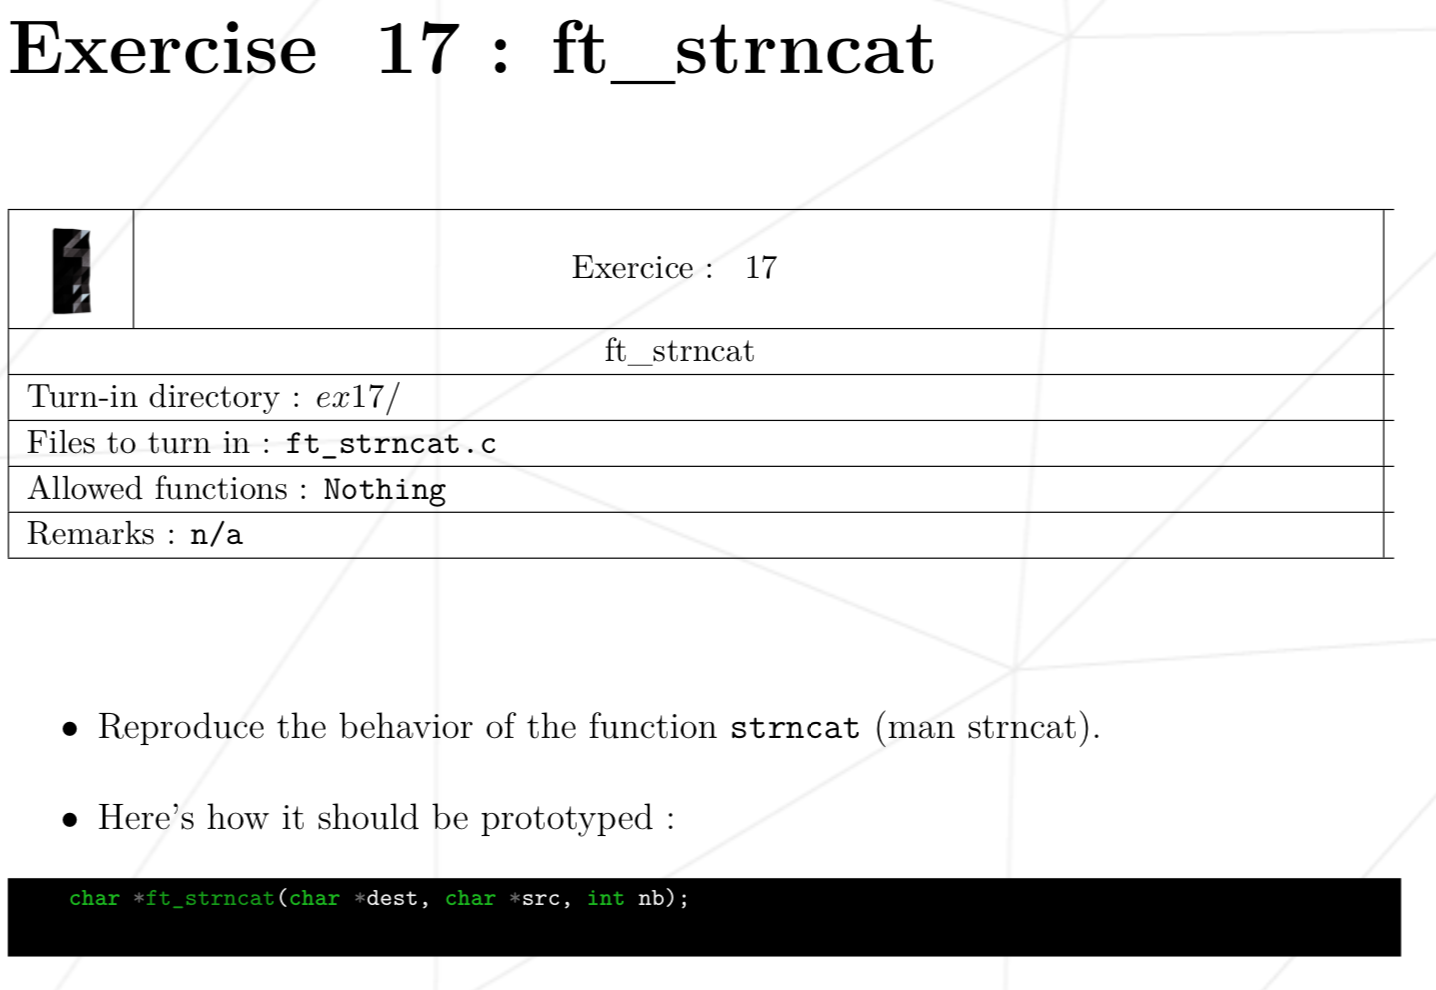 Exercise 17 : ft_strncat
Exercice : 17
ft_strncat
Turn-in directory : ex17/
Files to turn in : ft_strncat.c
Allowed functions : Nothing
Remarks : n/a
• Reproduce the behavior of the function strncat (man strncat).
• Here's how it should be prototyped :
char *ft_strncat(char *dest, char *src, int nb);